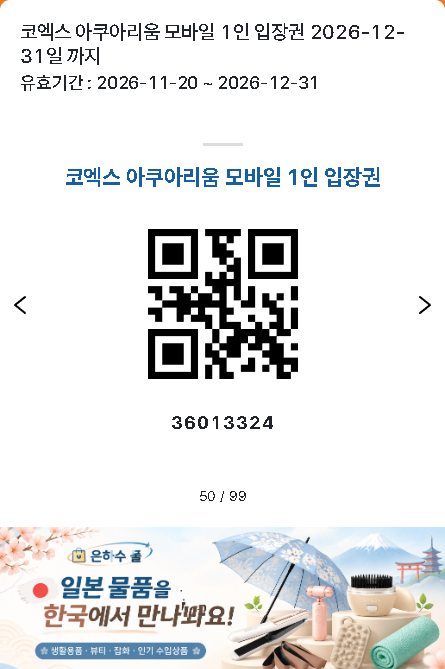 코엑스 아쿠아리움 모바일 1인 입장권 2026-12-
31일 까지
유효기간 : 2026-11-20 ~ 2026-12-31
코엑스 아쿠아리움 모바일 1인 입장권
36013324
50 / 99
은하수 몰
일본 물품을
한국에서 만나봐요!
생활용품 · 뷰티 · 잡화 · 인기 수입상품